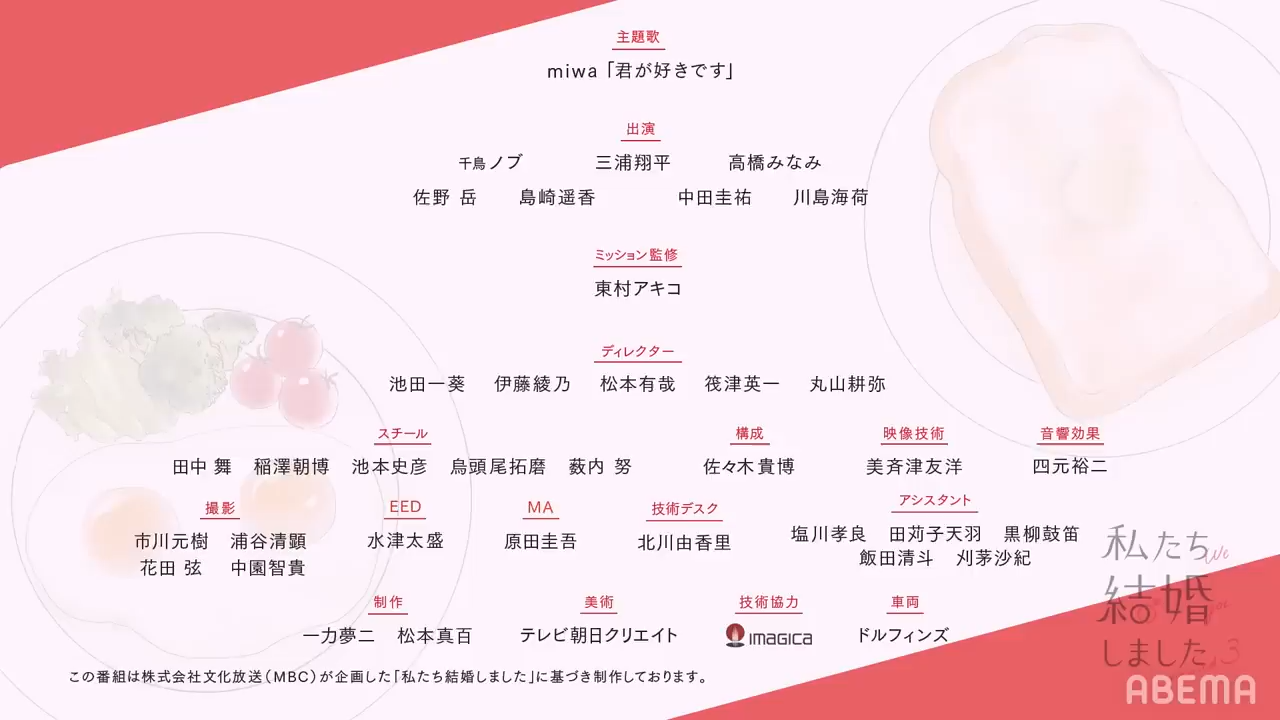 主題歌
miwa「君が好きです」
出演
千鳥ノブ 三浦翔平 高橋みなみ
佐野 岳 島崎遥香 中田圭祐 川島海荷
ミッション監修
東村アキコ
ディレクター
池田一葵 伊藤綾乃 松本有哉 筏津英一 丸山耕弥
スチール 構成 映像技術 音響効果
田中 舞 稲澤朝博 池本史彦 烏頭尾拓磨 薮内 努 佐々木貴博 美斉津友洋 四元裕二
撮影 EED MA 技術デスク アシスタント
市川元樹 浦谷清顕 水津太盛 原田圭吾 北川由香里 塩川孝良 田苅子天羽 黒柳鼓笛
花田 弦 中園智貴 飯田清斗 刈茅沙紀
制作 美術 技術協力 車両
一力夢二 松本真百 テレビ朝日クリエイト IMAGICA ドルフィンズ
この番組は株式会社文化放送（MBC）が企画した「私たち結婚しました」に基づき制作しております。
私たち
結婚
しました 3
ABEMA